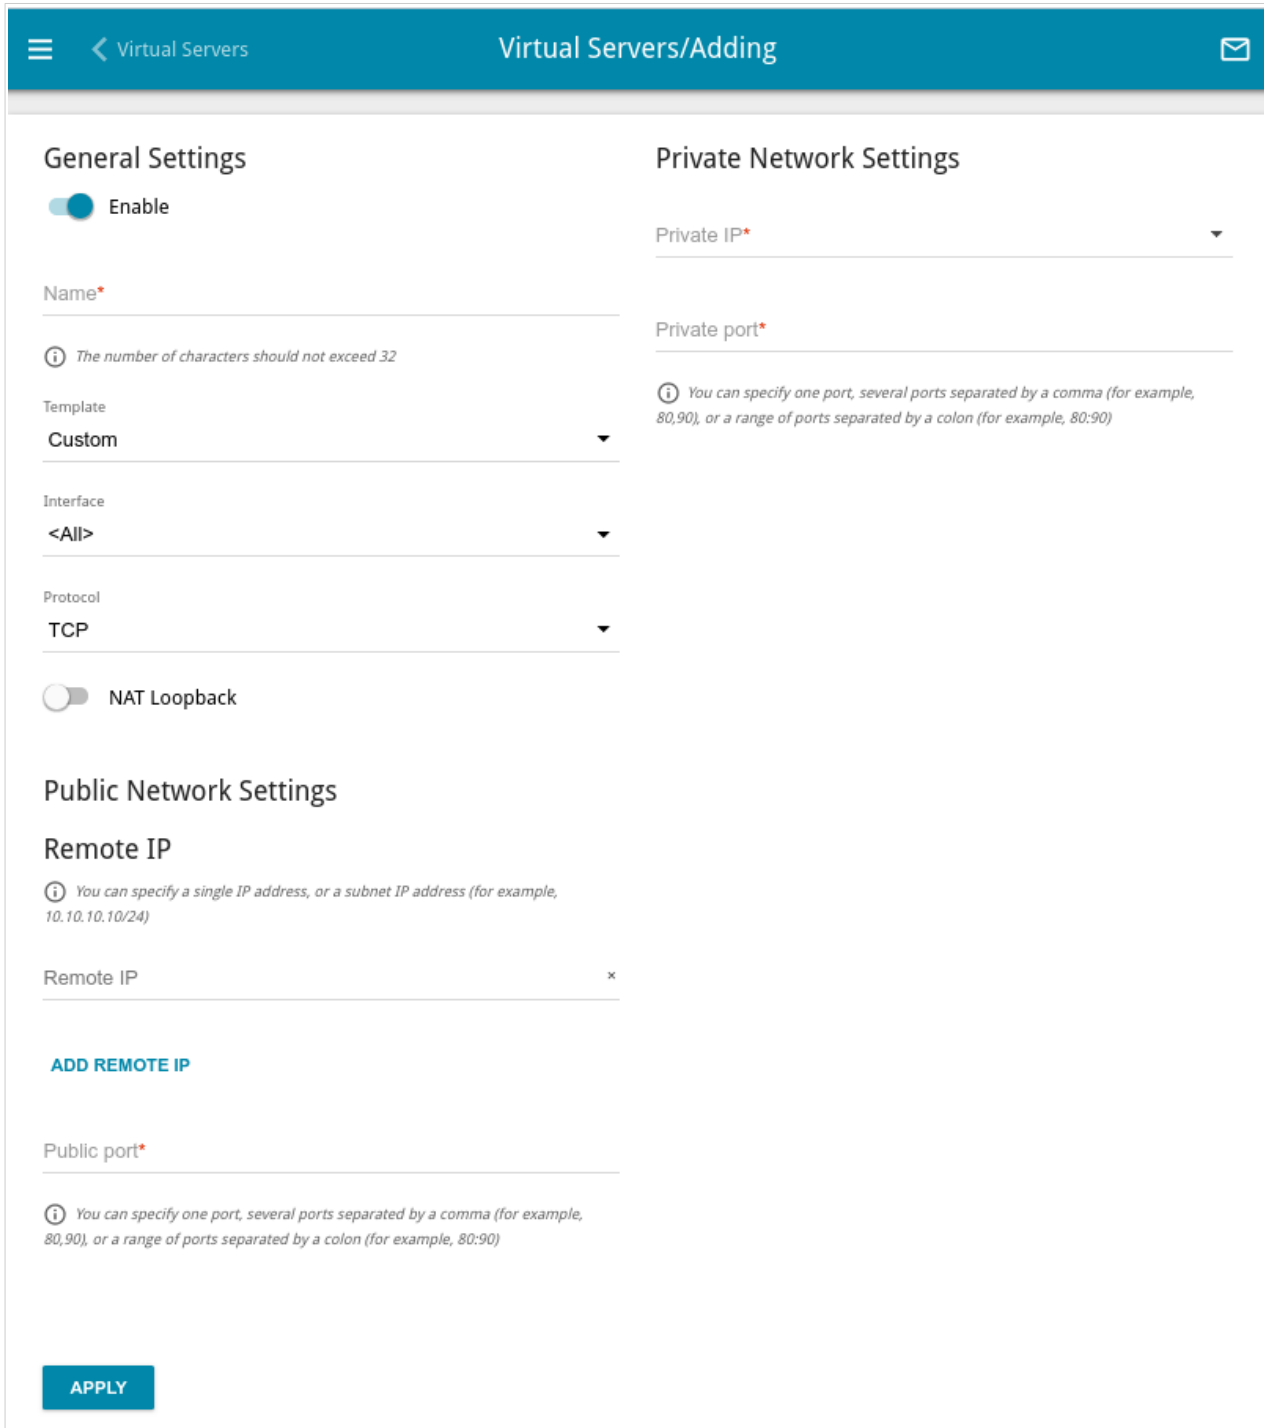 Virtual Servers
Virtual Servers/Adding
General Settings
Enable
Name*
The number of characters should not exceed 32
Template
Custom
Interface
<All>
Protocol
TCP
NAT Loopback
Public Network Settings
Remote IP
You can specify a single IP address, or a subnet IP address (for example,
10.10.10.10/24)
Remote IP
ADD REMOTE IP
Public port*
You can specify one port, several ports separated by a comma (for example,
80,90), or a range of ports separated by a colon (for example, 80:90)
APPLY
Private Network Settings
Private IP*
Private port*
You can specify one port, several ports separated by a comma (for example,
80,90), or a range of ports separated by a colon (for example, 80:90)